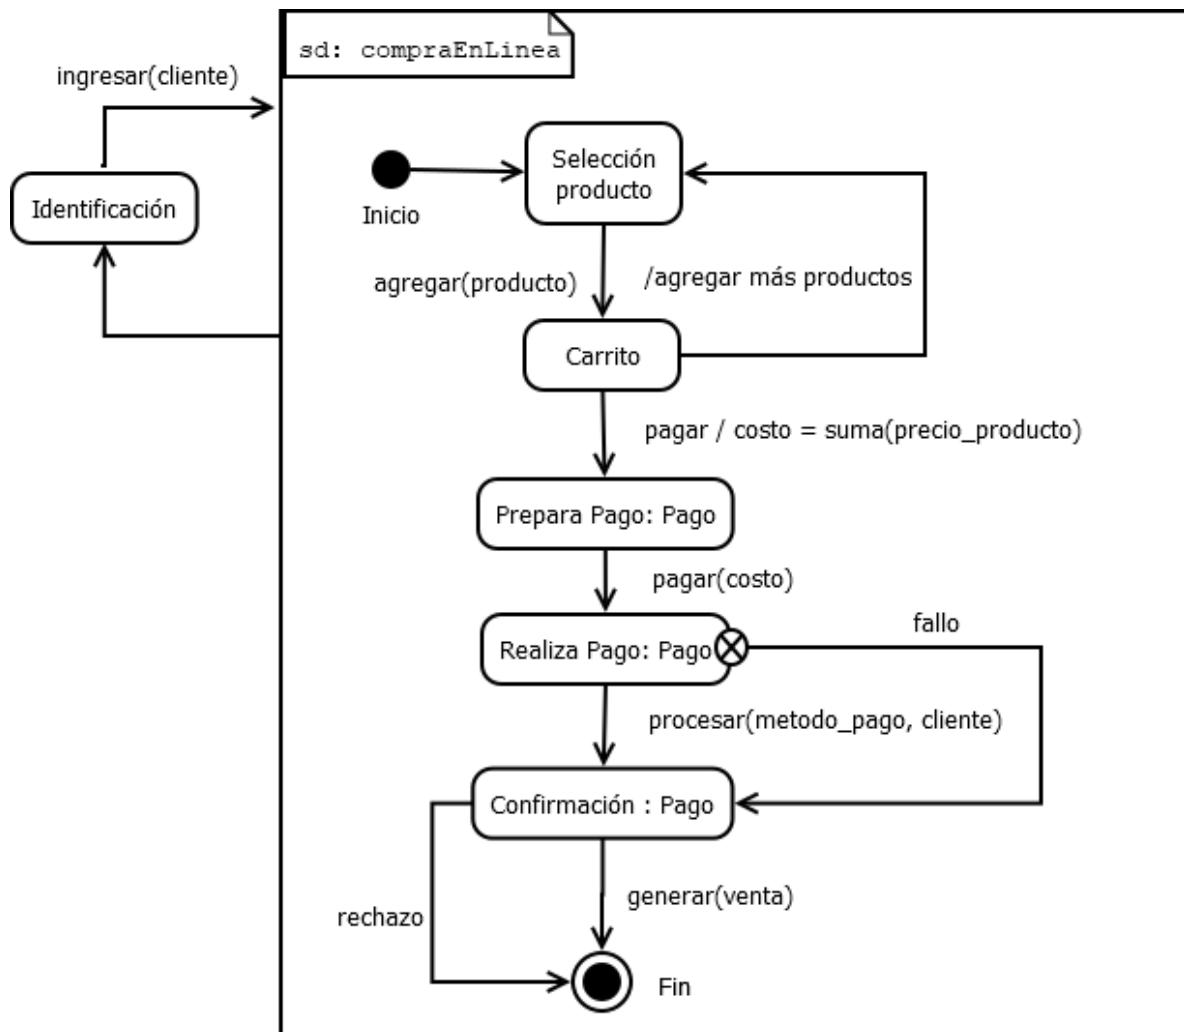 sd: compraEnLinea
ingresar(cliente)
Identificación
Inicio
Selección
producto
agregar(producto)
/agregar más productos
Carrito
pagar / costo = suma(precio_producto)
Prepara Pago: Pago
pagar(costo)
Realiza Pago: Pago
fallo
procesar(metodo_pago, cliente)
Confirmación : Pago
rechazo
generar(venta)
Fin